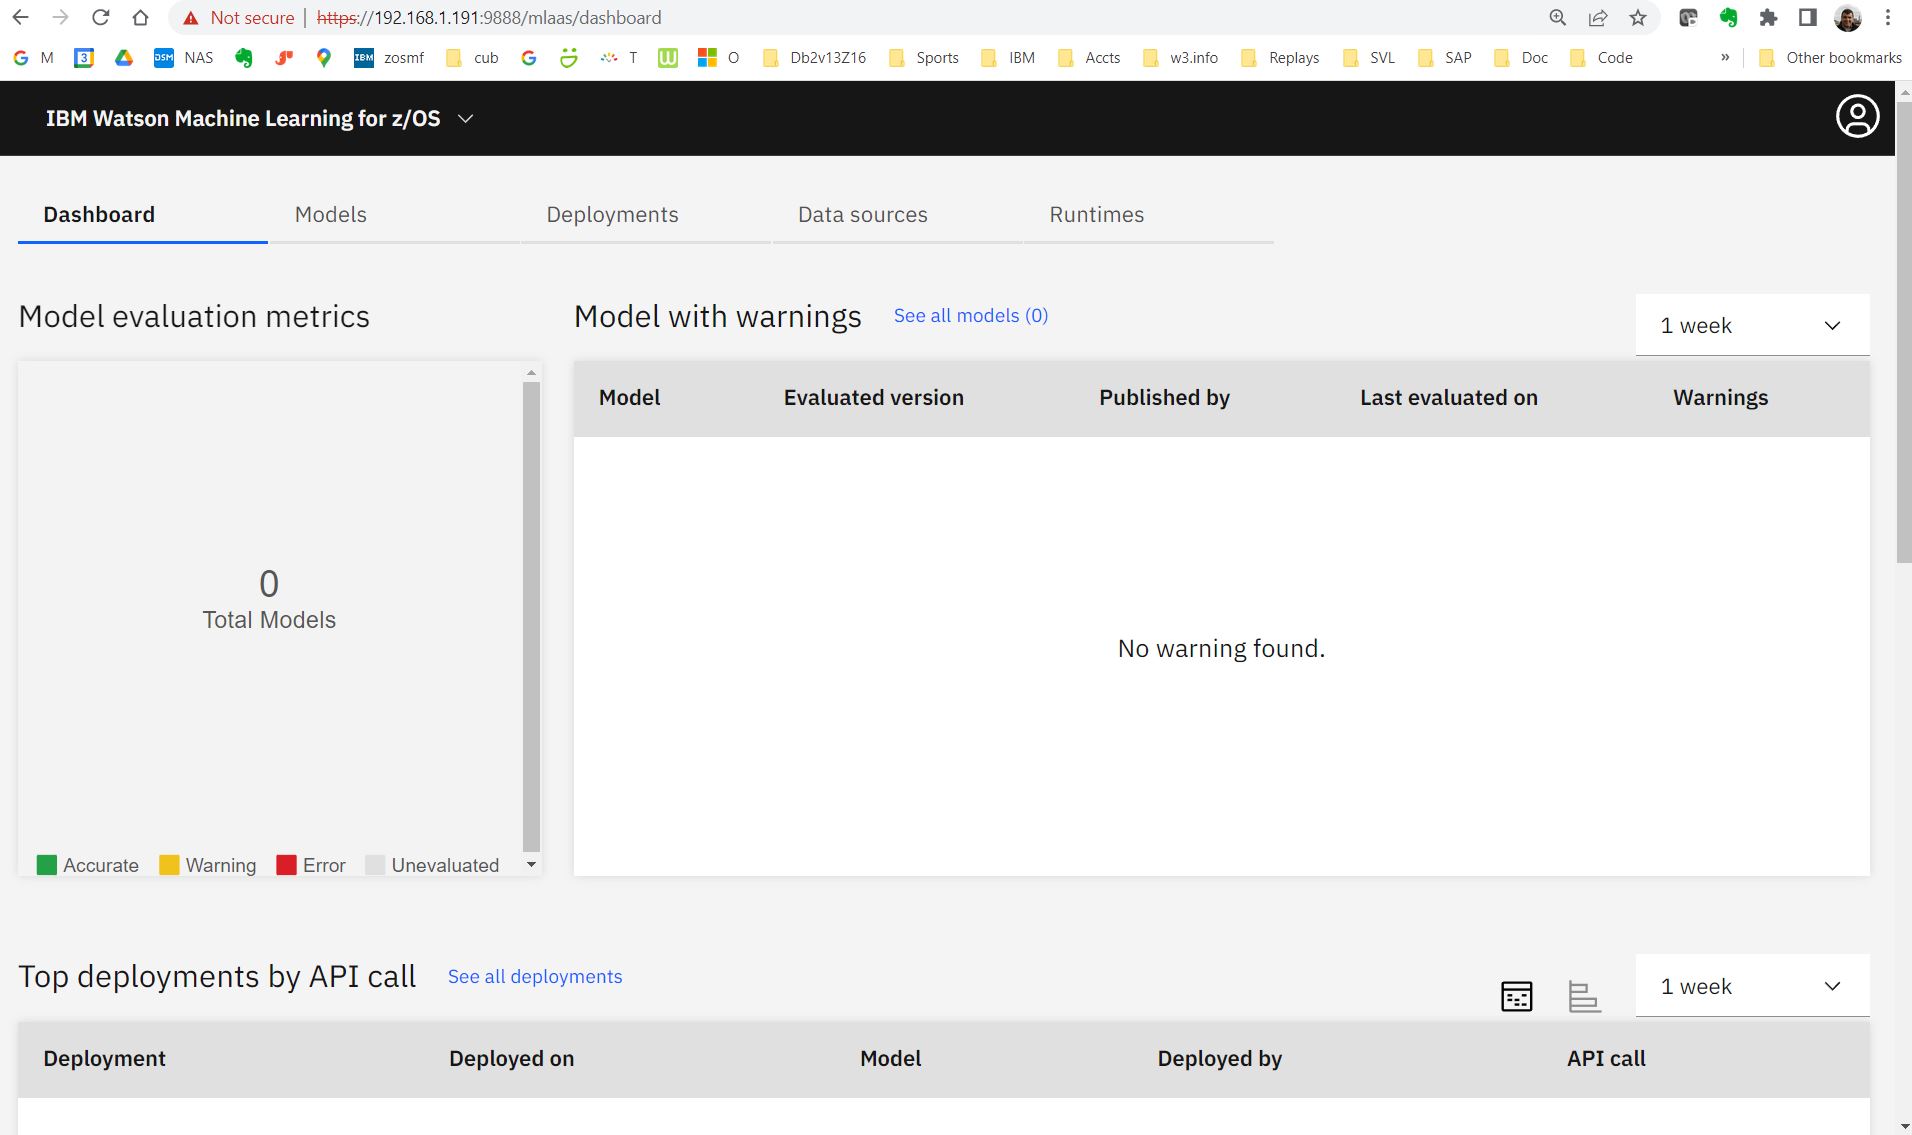 Not secure | https://192.168.1.191:9888/mlaas/dashboard
M 3 DSM NAS IBM zosmf cub T O Db2v13Z16 Sports IBM Accts w3.info Replays SVL SAP Doc Code » Other bookmarks
IBM Watson Machine Learning for z/OS
Dashboard Models Deployments Data sources Runtimes
Model evaluation metrics
0
Total Models
Accurate Warning Error Unevaluated
Model with warnings See all models (0) 1 week
Model Evaluated version Published by Last evaluated on Warnings
No warning found.
Top deployments by API call See all deployments 1 week
Deployment Deployed on Model Deployed by API call